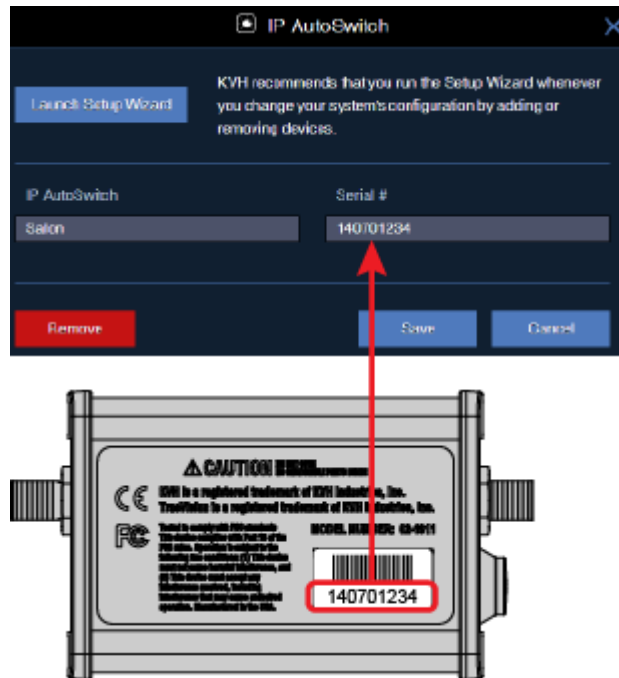 IP AutoSwitch
Launch Setup Wizard
KVH recommends that you run the Setup Wizard whenever
you change your system's configuration by adding or
removing devices.
IP AutoSwitch
Serial #
Salon
140701234
Remove
Save
Cancel
CAUTION
CE
KVH is a registered trademark of KVH Industries, Inc.
TracVision is a registered trademark of KVH Industries, Inc.
FC
MODEL NUMBER:
140701234